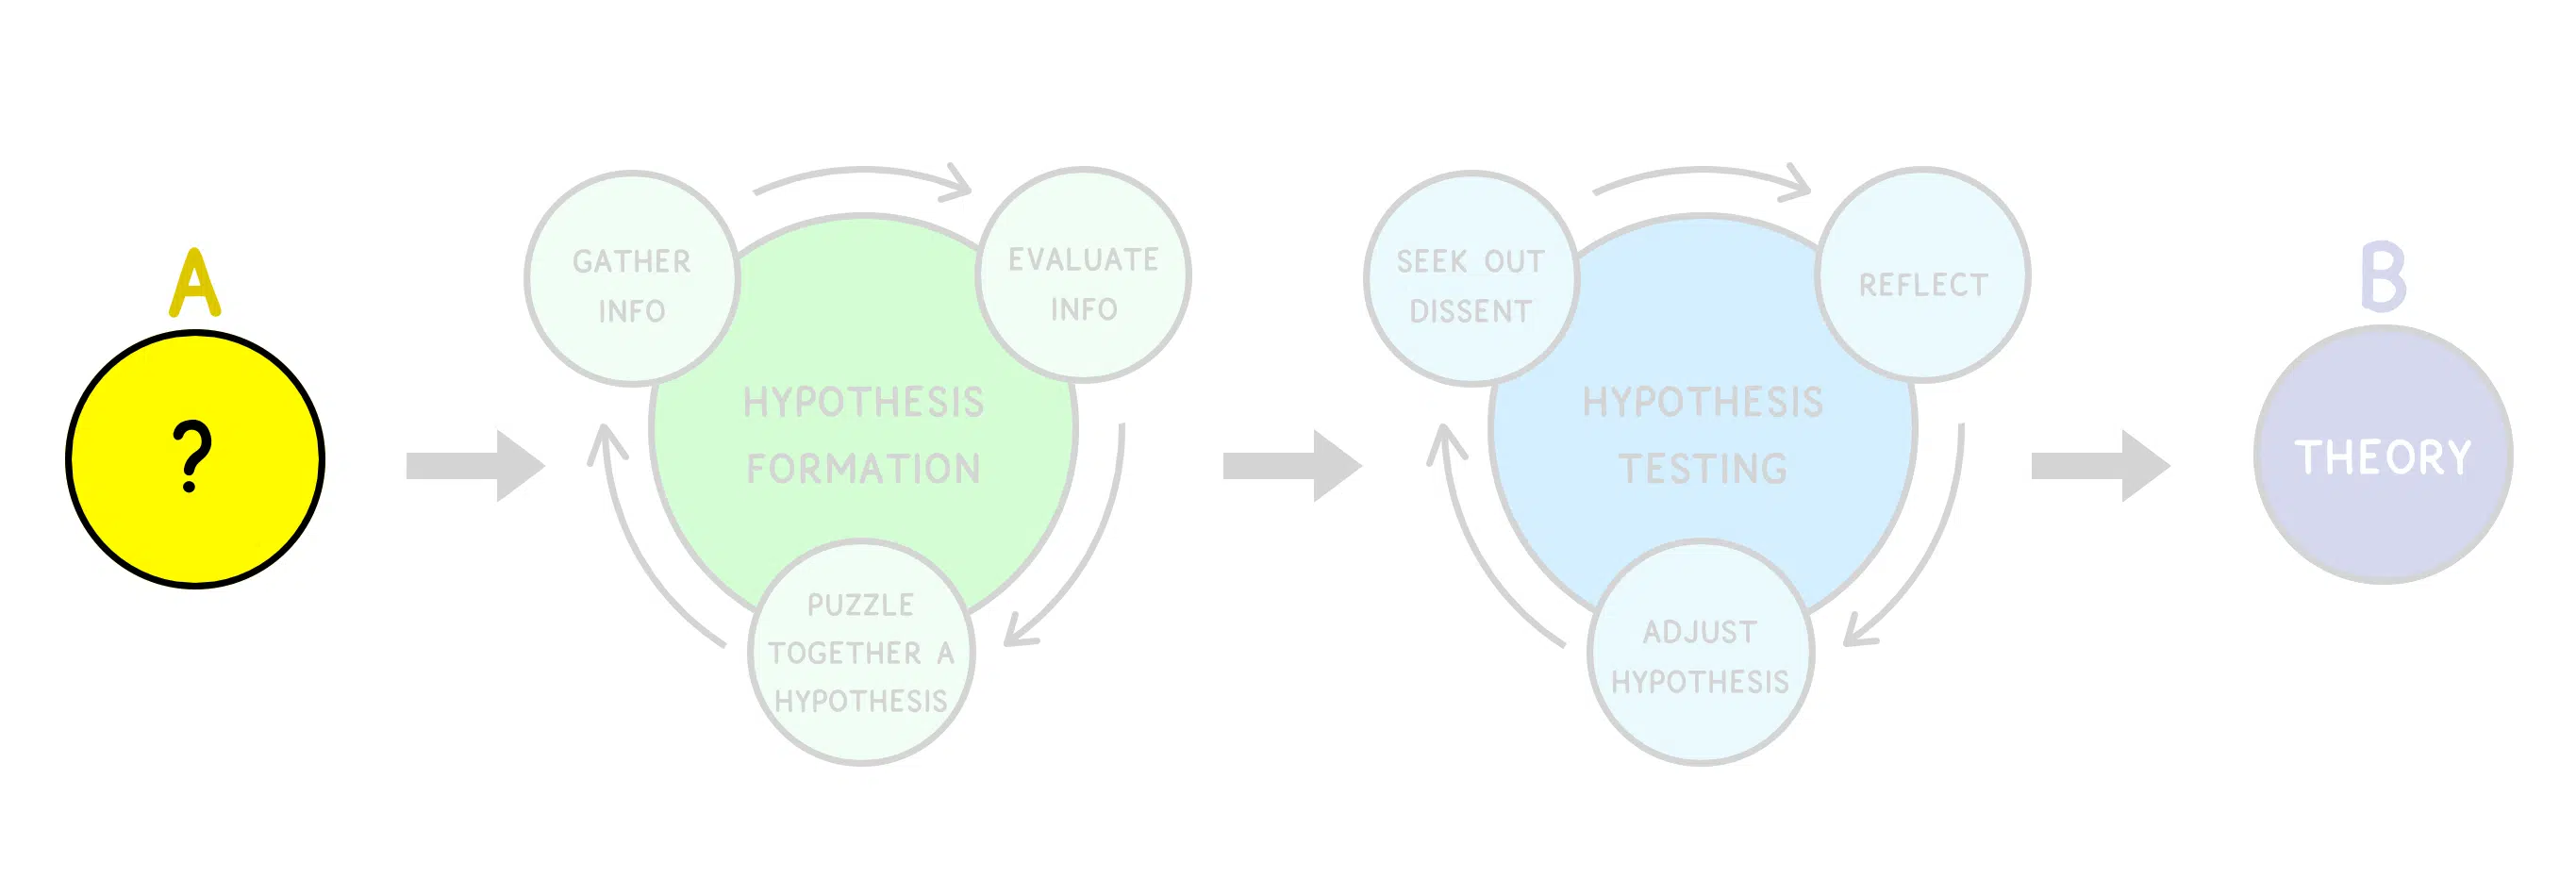 A
?
GATHER
INFO
EVALUATE
INFO
HYPOTHESIS
FORMATION
PUZZLE
TOGETHER A
HYPOTHESIS
SEEK OUT
DISSENT
REFLECT
HYPOTHESIS
TESTING
ADJUST
HYPOTHESIS
B
THEORY